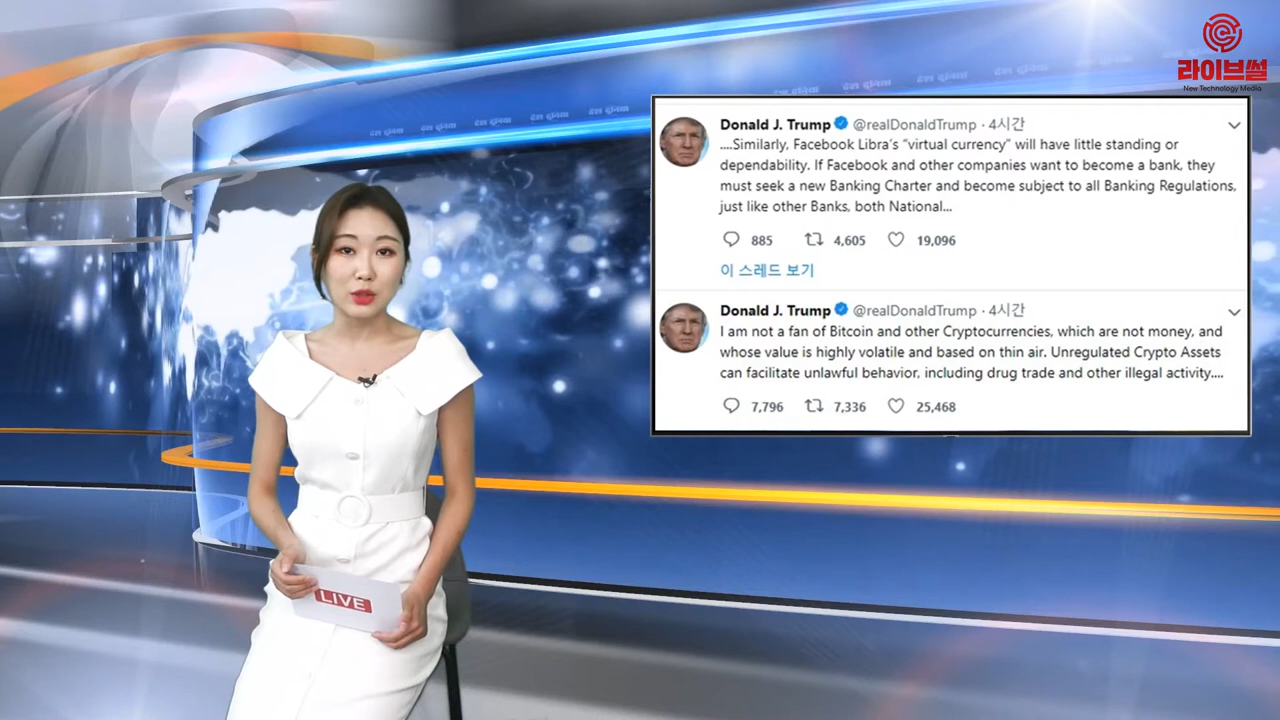 라이브썰
New Technology Media
Donald J. Trump @realDonaldTrump · 4시간
....Similarly, Facebook Libra's “virtual currency” will have little standing or
dependability. If Facebook and other companies want to become a bank, they
must seek a new Banking Charter and become subject to all Banking Regulations,
just like other Banks, both National...
885 4,605 19,096
이 스레드 보기
Donald J. Trump @realDonaldTrump · 4시간
I am not a fan of Bitcoin and other Cryptocurrencies, which are not money, and
whose value is highly volatile and based on thin air. Unregulated Crypto Assets
can facilitate unlawful behavior, including drug trade and other illegal activity....
7,796 7,336 25,468
LIVE